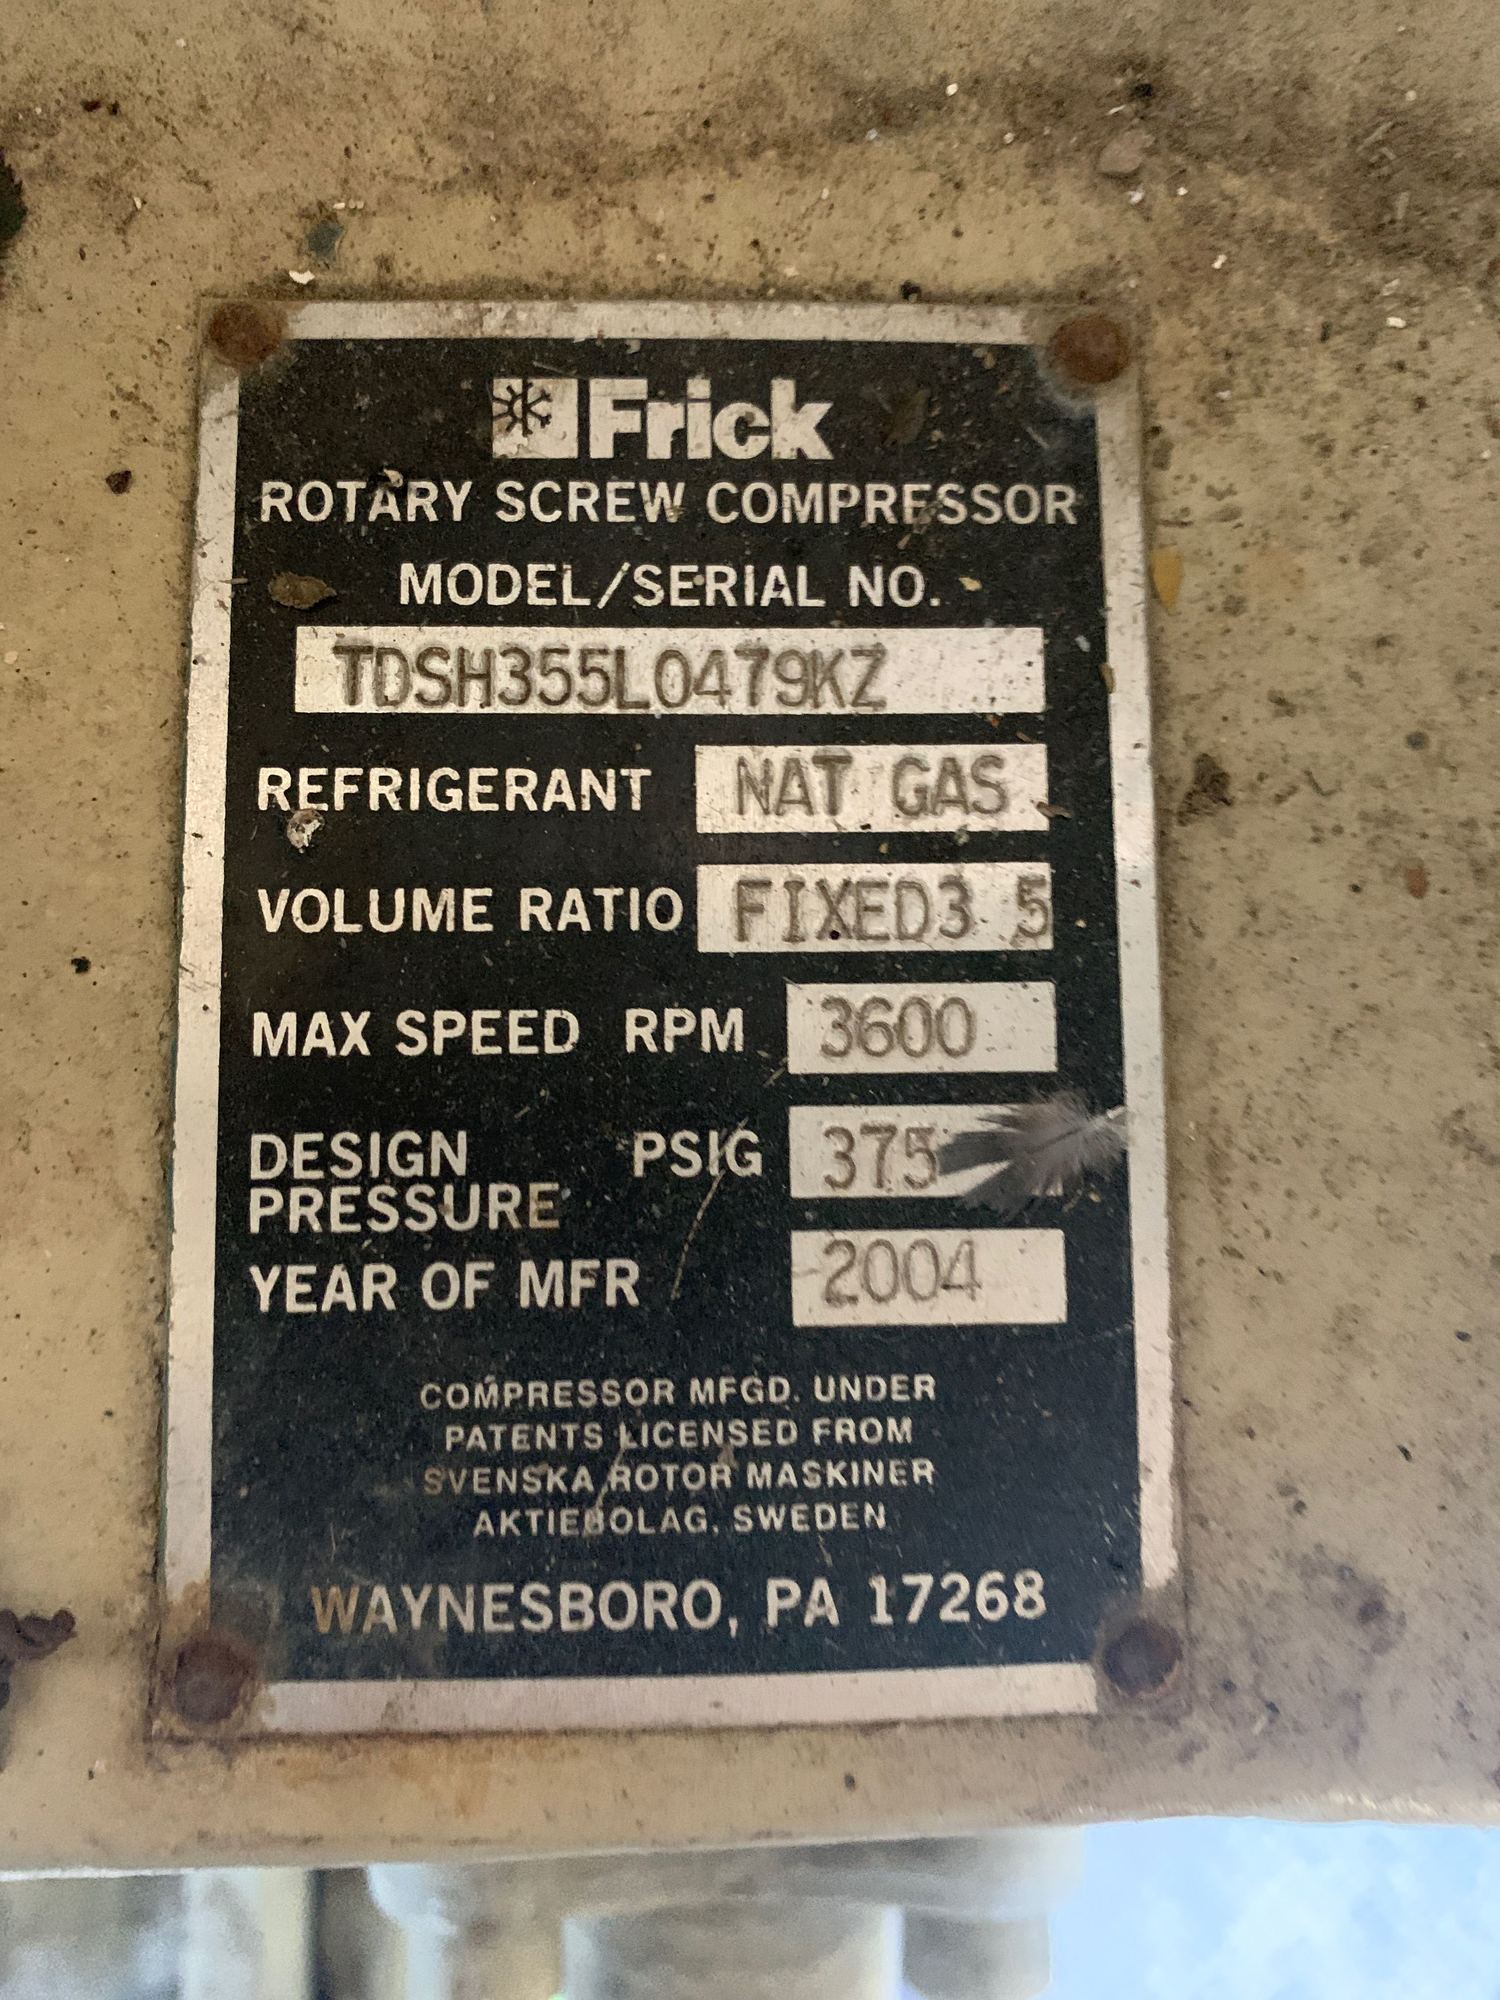 Frick
ROTARY SCREW COMPRESSOR
MODEL/SERIAL NO.
TDSH355L0479KZ
REFRIGERANT NAT GAS
VOLUME RATIO FIXED3 5
MAX SPEED RPM 3600
DESIGN PRESSURE PSIG 375
YEAR OF MFR 2004
COMPRESSOR MFGD. UNDER
PATENTS LICENSED FROM
SVENSKA ROTOR MASKINER
AKTIEBOLAG, SWEDEN
WAYNESBORO, PA 17268